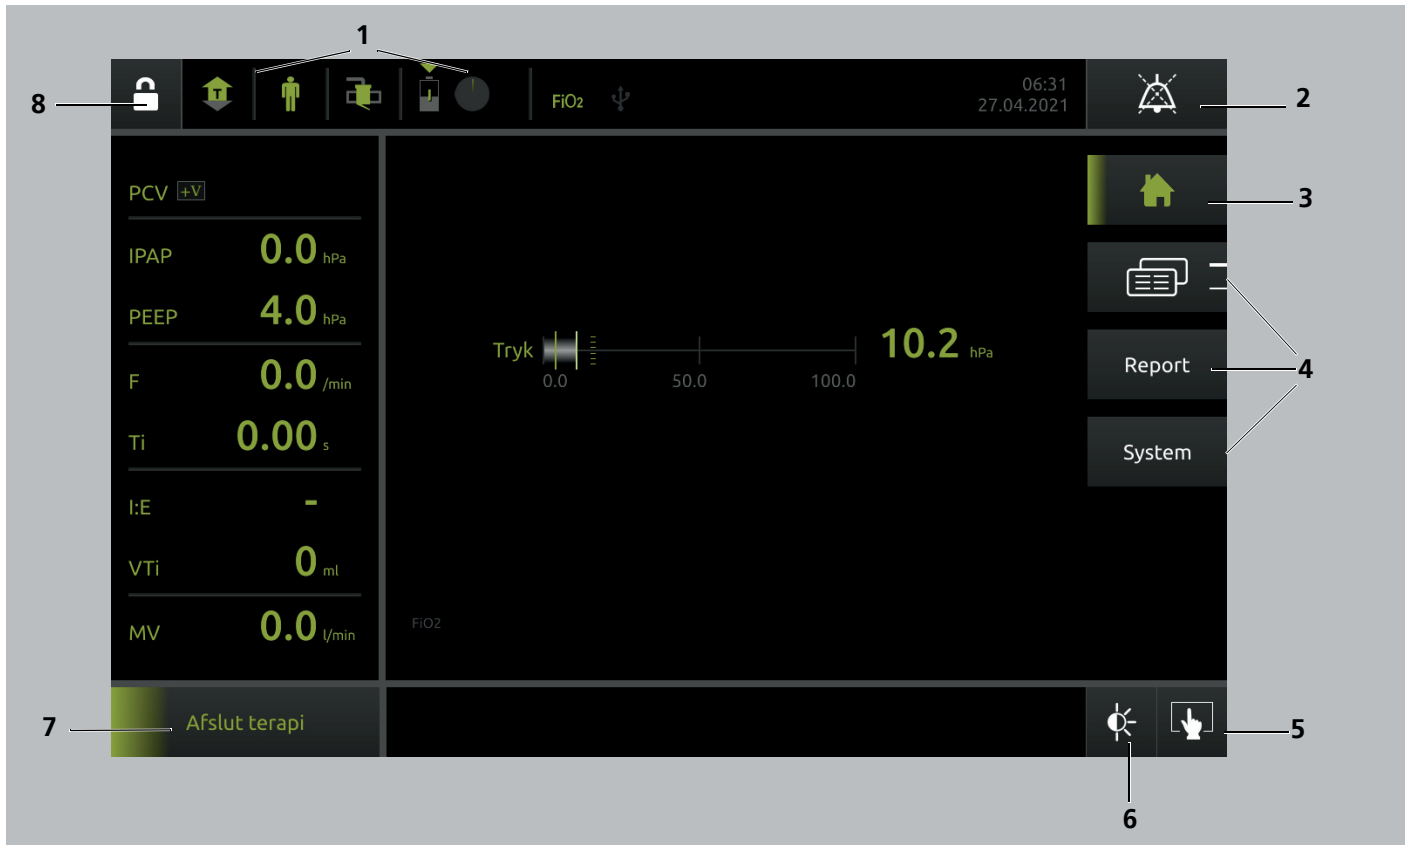 1
8
T
J
FiO2
06:31
27.04.2021
2
PCV +V
3
IPAP 0.0 hPa
PEEP 4.0 hPa
Tryk 10.2 hPa
0.0 50.0 100.0
Report
4
F 0.0 /min
Ti 0.00 s
System
I:E -
VTi 0 ml
MV 0.0 l/min
FiO2
7
Afslut terapi
5
6